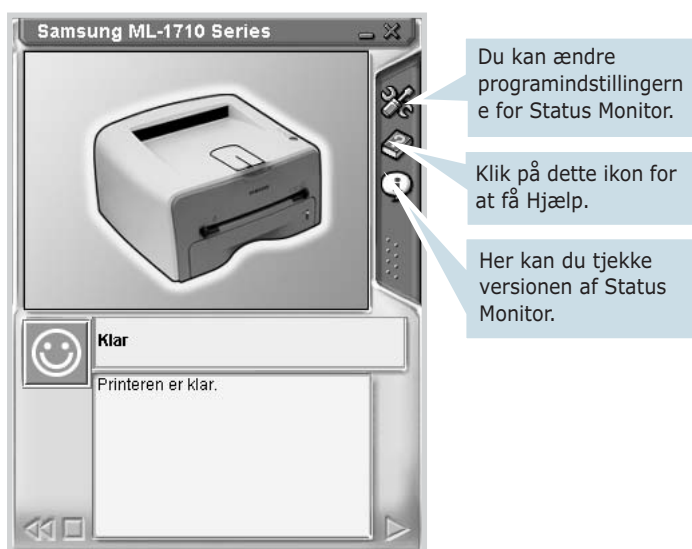 Samsung ML-1710 Series
Du kan ændre
programindstillingern
e for Status Monitor.
Klik på dette ikon for
at få Hjælp.
Her kan du tjekke
versionen af Status
Monitor.
Klar
Printeren er klar.